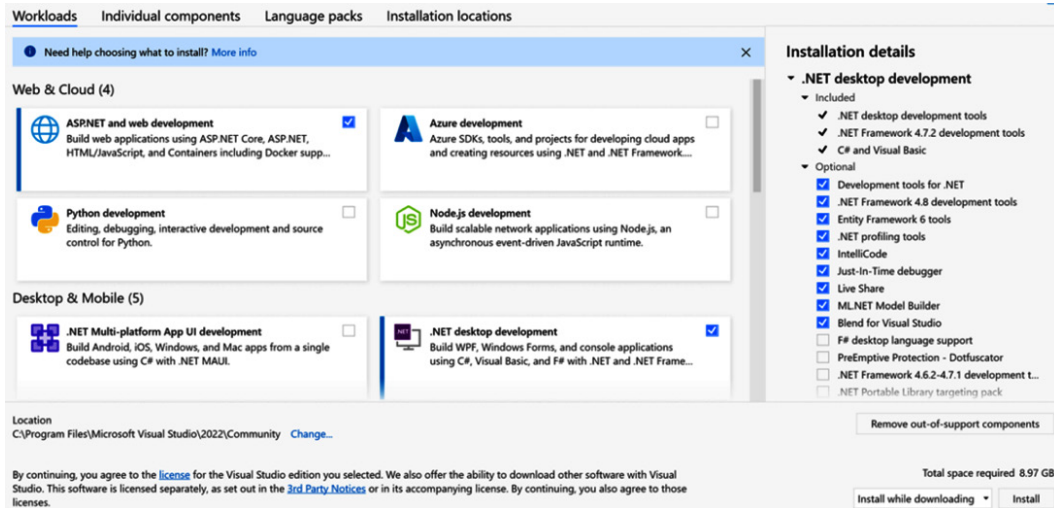 Workloads Individual components Language packs Installation locations
Need help choosing what to install? More info
Web & Cloud (4)
ASP.NET and web development
Build web applications using ASP.NET Core, ASP.NET,
HTML/JavaScript, and Containers including Docker supp...
Azure development
Azure SDKs, tools, and projects for developing cloud apps
and creating resources using .NET and .NET Framework....
Python development
Editing, debugging, interactive development and source
control for Python.
JS
Node.js development
Build scalable network applications using Node.js, an
asynchronous event-driven JavaScript runtime.
Desktop & Mobile (5)
.NET Multi-platform App UI development
Build Android, iOS, Windows, and Mac apps from a single
codebase using C# with .NET MAUI.
.NET
.NET desktop development
Build WPF, Windows Forms, and console applications
using C#, Visual Basic, and F# with .NET and .NET Frame...
Installation details
.NET desktop development
Included
.NET desktop development tools
.NET Framework 4.7.2 development tools
C# and Visual Basic
Optional
Development tools for .NET
.NET Framework 4.8 development tools
Entity Framework 6 tools
.NET profiling tools
IntelliCode
Just-In-Time debugger
Live Share
ML.NET Model Builder
Blend for Visual Studio
F# desktop language support
PreEmptive Protection - Dotfuscator
.NET Framework 4.6.2-4.7.1 development t...
.NET Portable Library targeting pack
Location
C:\Program Files\Microsoft Visual Studio\2022\Community Change...
Remove out-of-support components
By continuing, you agree to the license for the Visual Studio edition you selected. We also offer the ability to download other software with Visual
Studio. This software is licensed separately, as set out in the 3rd Party Notices or in its accompanying license. By continuing, you also agree to those
licenses.
Total space required 8.97 GB
Install while downloading Install